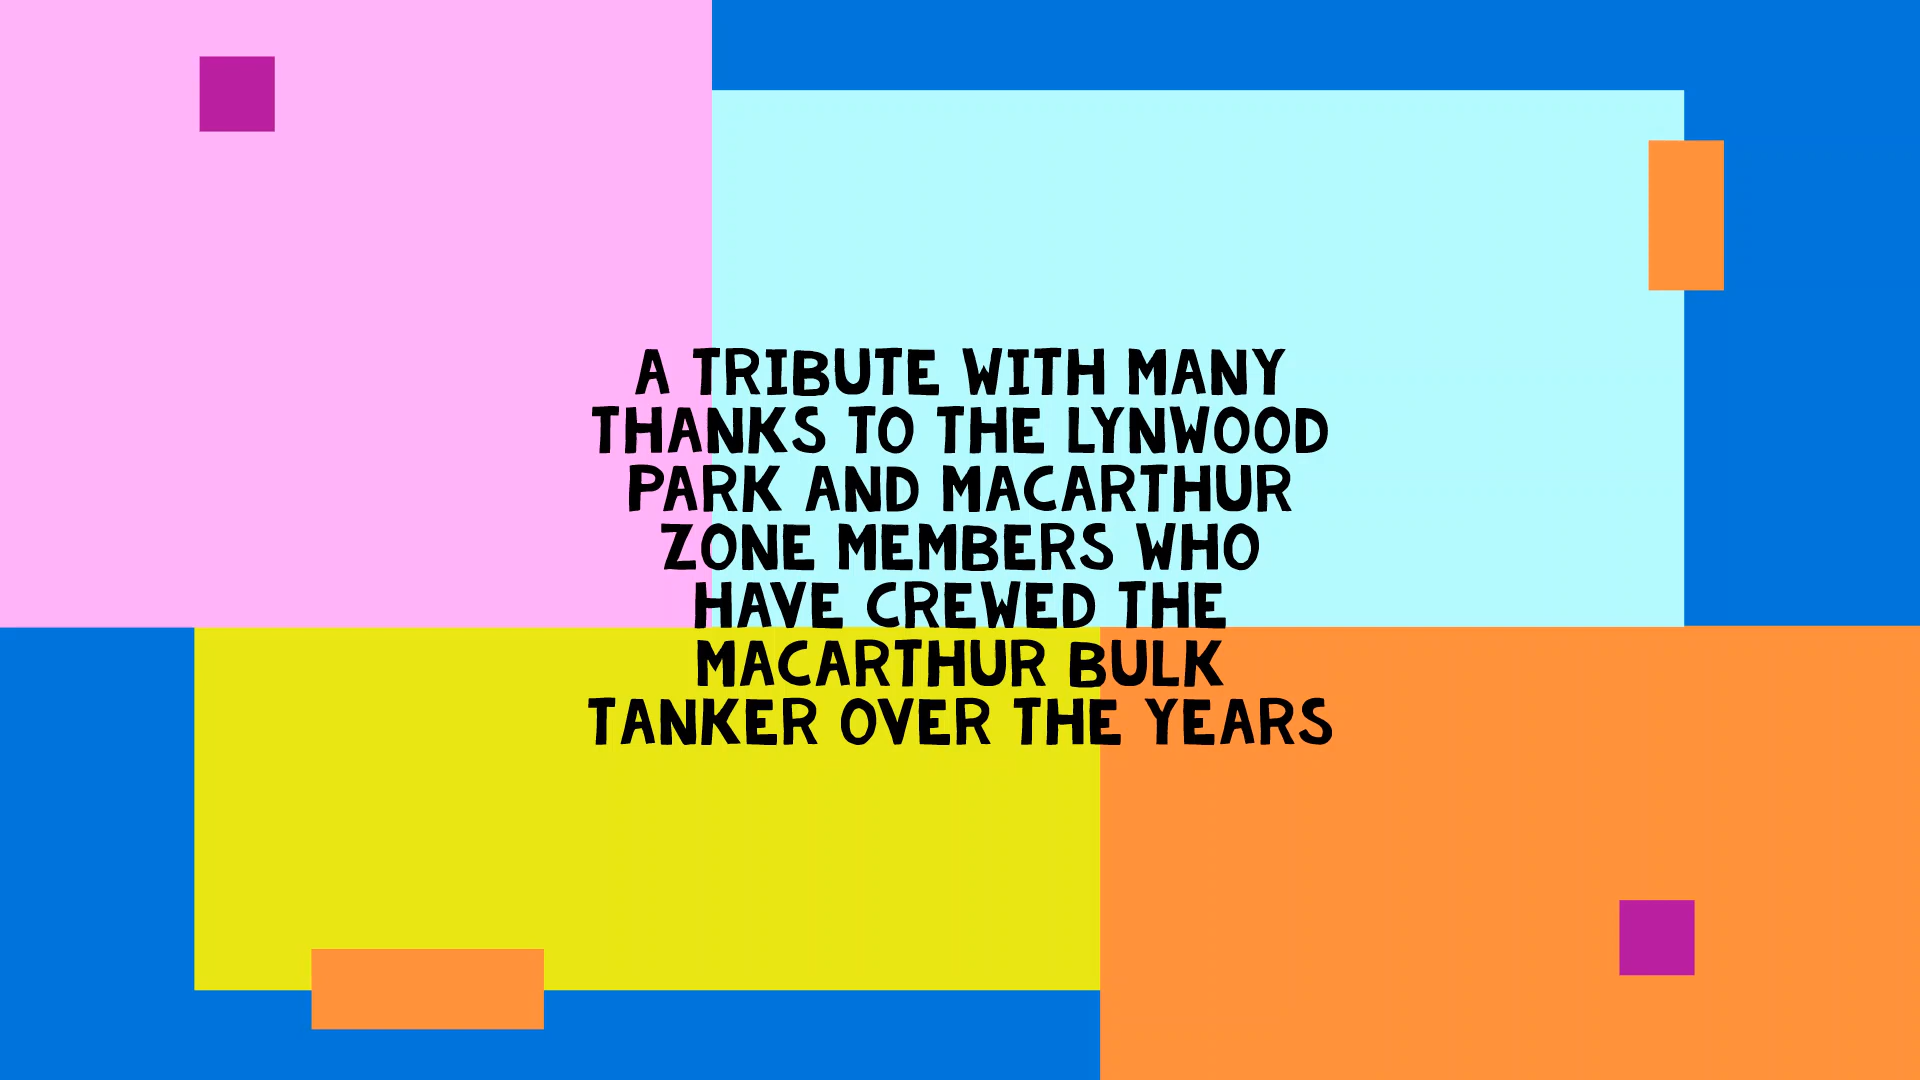 A TRIBUTE WITH MANY
THANKS TO THE LYNWOOD
PARK AND MACARTHUR
ZONE MEMBERS WHO
HAVE CREWED THE
MACARTHUR BULK
TANKER OVER THE YEARS